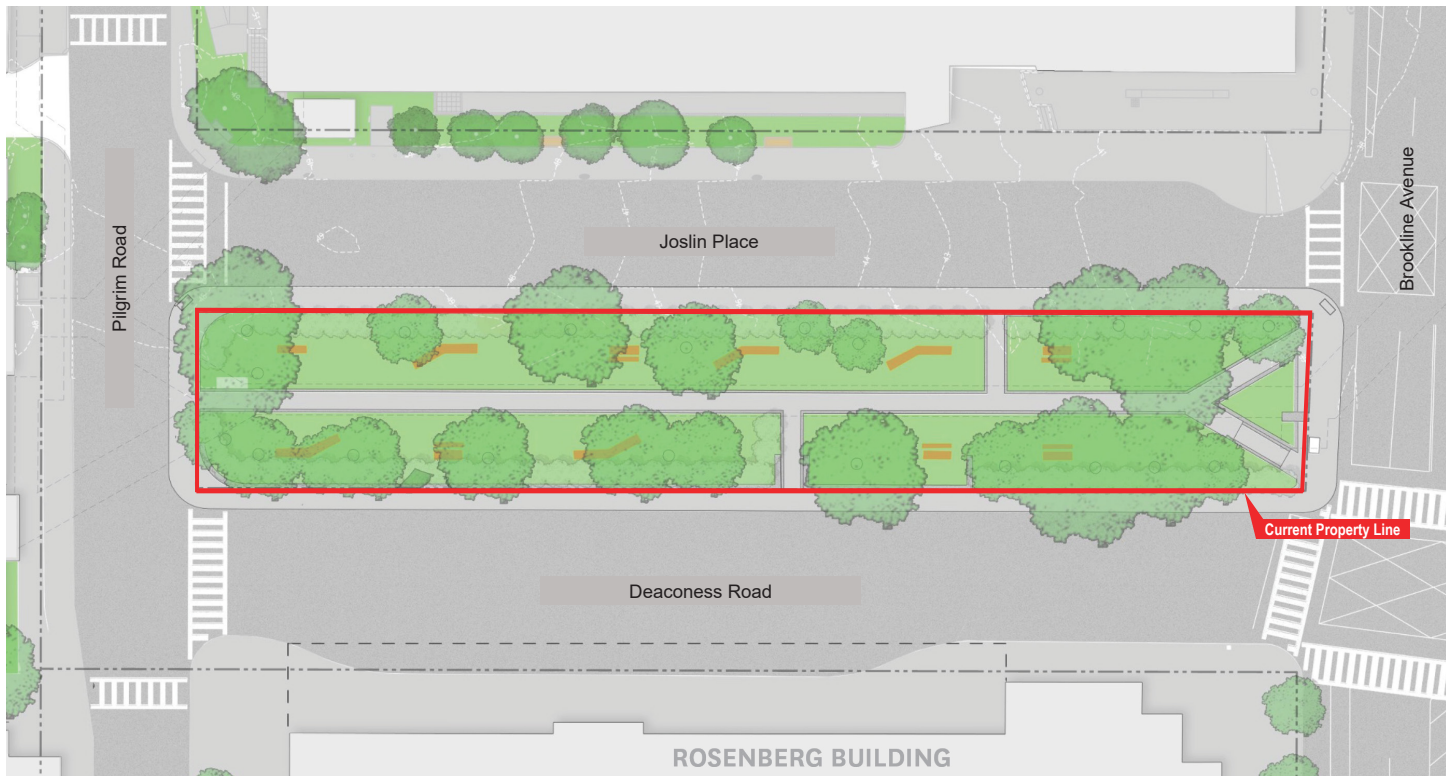 Joslin Place
Pilgrim Road
Brookline Avenue
Current Property Line
Deaconess Road
ROSENBERG BUILDING